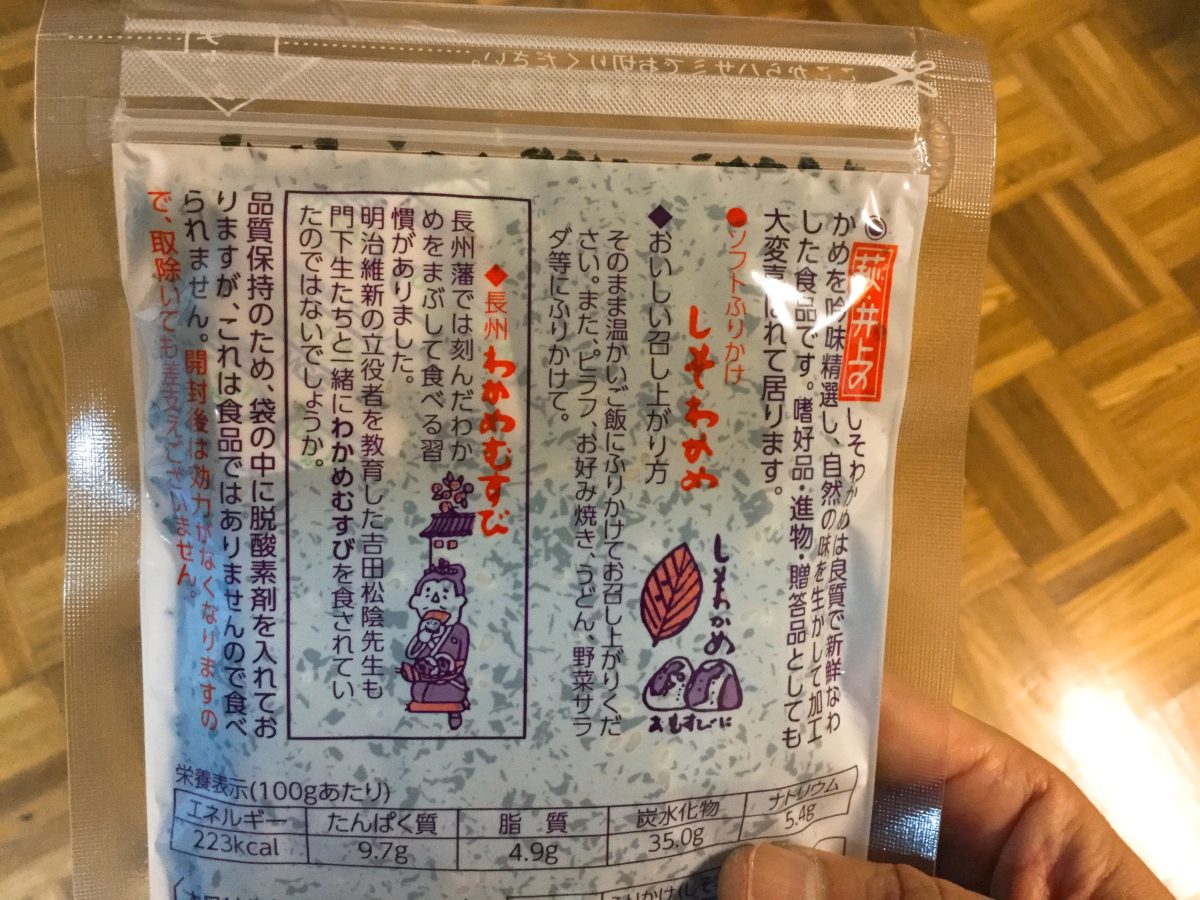 ここからハサミでお切りください。
萩・井上の しそわかめは良質で新鮮なわ
かめを吟味精選し、自然の味を生かして加工
した食品です。嗜好品・進物・贈答品としても
大変喜ばれて居ります。
●ソフトふりかけ
しそわかめ
◆おいしい召し上がり方
そのまま温かいご飯にふりかけてお召し上がりくだ
さい。また、ピラフ、お好み焼き、うどん、野菜サラ
ダ等にふりかけて。
しそわかめ
おむすびに
◆長州わかめむすび
長州藩では刻んだわか
めをまぶして食べる習
慣がありました。
明治維新の立役者を教育した吉田松陰先生も
門下生たちと一緒にわかめむすびを食されてい
たのではないでしょうか。
品質保持のため、袋の中に脱酸素剤を入れてお
りますが、これは食品ではありませんので食べ
られません。開封後は効力がなくなりますの
で、取除いてお差支えございません。
栄養表示(100gあたり)
エネルギー たんぱく質 脂質 炭水化物 ナトリウム
223kcal 9.7g 4.9g 35.0g 5.4g